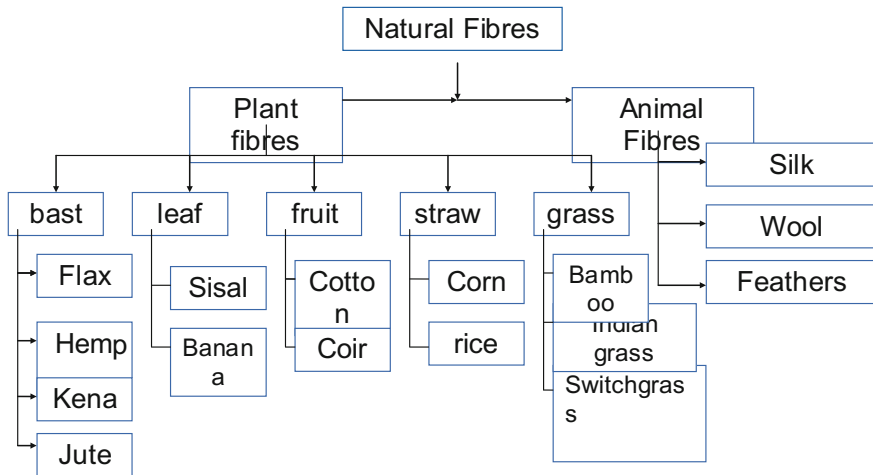 Natural Fibres
Plant
fibres
Animal
Fibres
Silk
Wool
Feathers
bast
leaf
fruit
straw
grass
Flax
Hemp
Kena
Jute
Sisal
Banan
a
Cotto
n
Coir
Corn
rice
Bamb
oo
Indian
grass
Switchgras
s